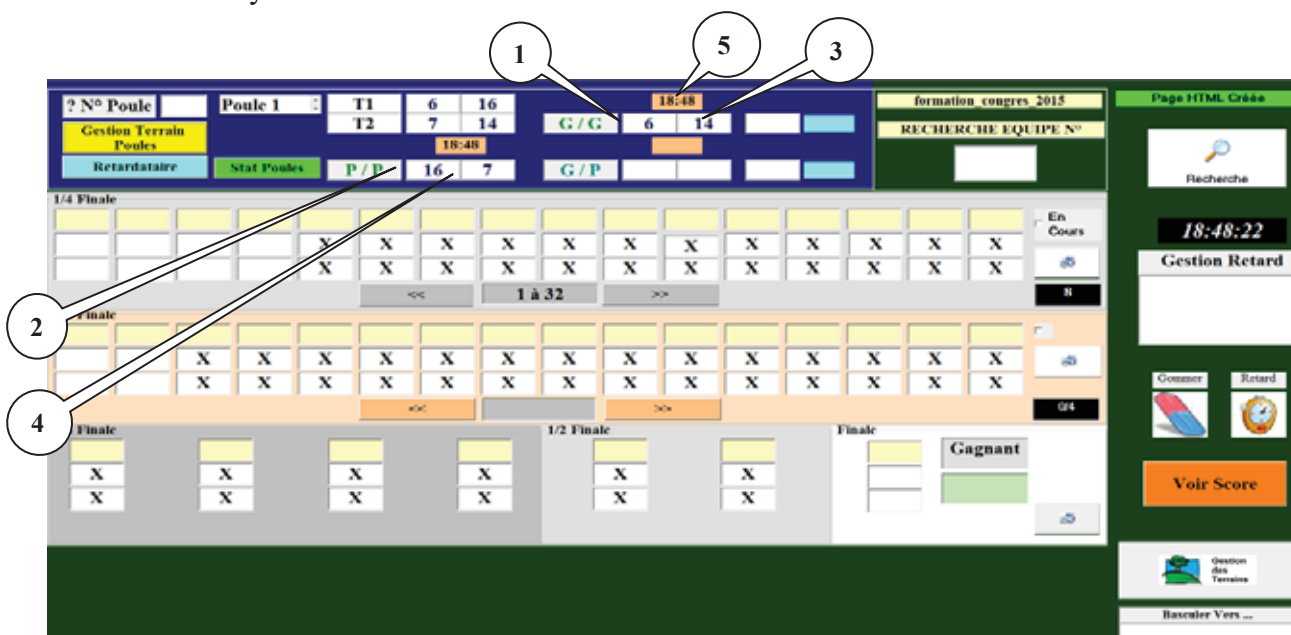 y
1 5 3
? N° Poule Poule 1 T1 6 16 18:48 formation_congres_2015 Page HTML Créée
T2 7 14 G / G 6 14
Gestion Terrain Poules 18:48 RECHERCHE EQUIPE N°
Retardataire Stat Poules P / P 16 7 G / P Recherche
1/4 Finale
En Cours
X X X X X X X X X X X X
X X X X X X X X X X X X
18:48:22
Gestion Retard
<< 1 à 32 >> 8
2
Finale
X X X X X X X X X X X X X X
X X X X X X X X X X X X X X
Gommer Retard
<< >> 0/4
4
Finale 1/2 Finale Finale
Gagnant
X X X X X X
X X X X X X
Voir Score
Gestion des Terrains
Basculer Vers ...